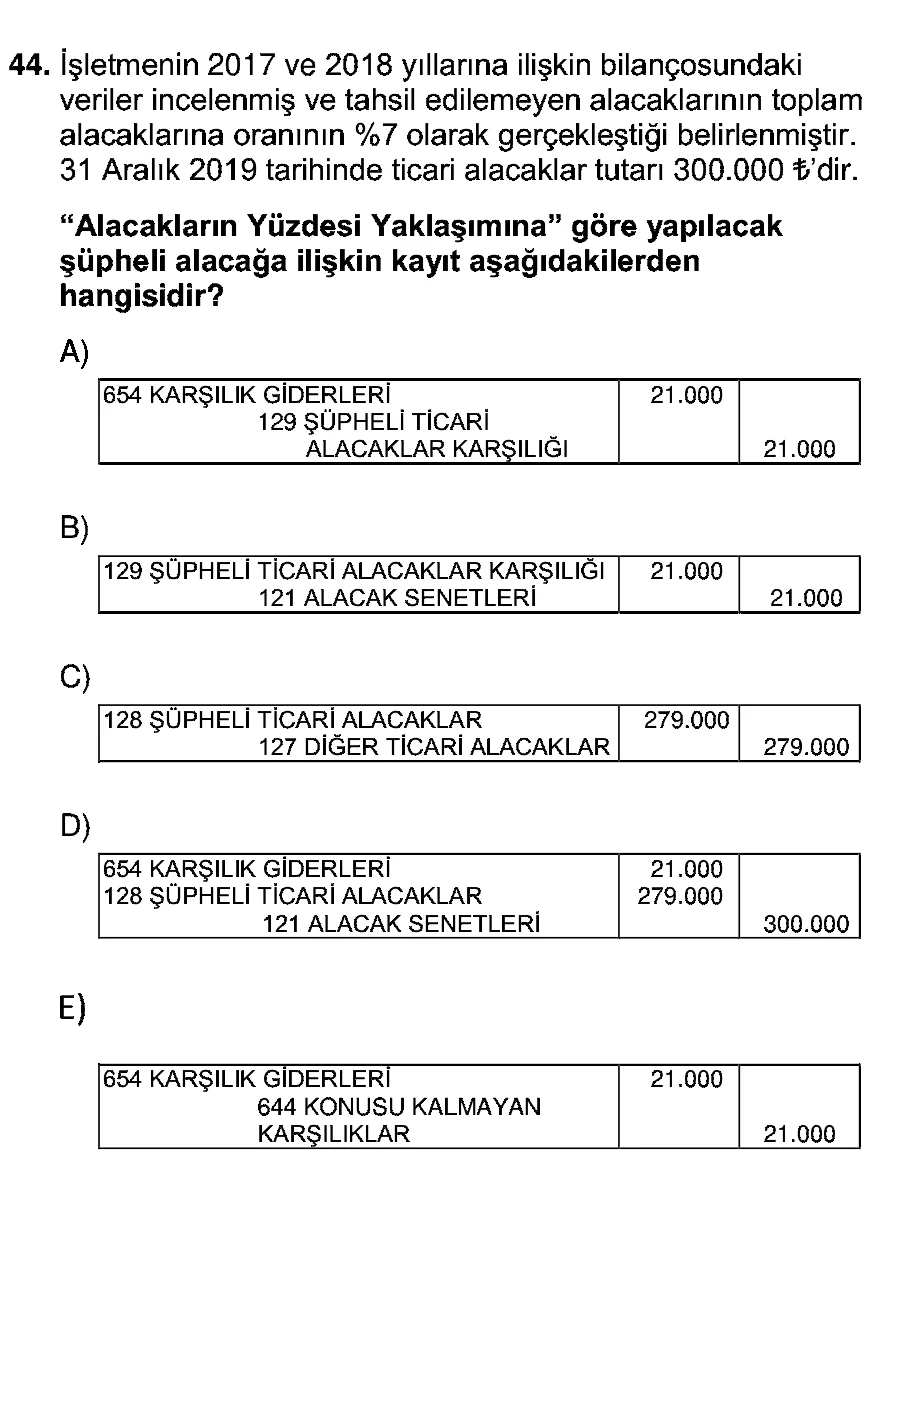 44. İşletmenin 2017 ve 2018 yıllarına ilişkin bilançosundaki
veriler incelenmiş ve tahsil edilemeyen alacaklarının toplam
alacaklarına oranının %7 olarak gerçekleştiği belirlenmiştir.
31 Aralık 2019 tarihinde ticari alacaklar tutarı 300.000 ₺’dir.
“Alacakların Yüzdesi Yaklaşımına” göre yapılacak
şüpheli alacağa ilişkin kayıt aşağıdakilerden
hangisidir?
A)
654 KARŞILIK GİDERLERİ 21.000
129 ŞÜPHELİ TİCARİ
ALACAKLAR KARŞILIĞI 21.000
B)
129 ŞÜPHELİ TİCARİ ALACAKLAR KARŞILIĞI 21.000
121 ALACAK SENETLERİ 21.000
C)
128 ŞÜPHELİ TİCARİ ALACAKLAR 279.000
127 DİĞER TİCARİ ALACAKLAR 279.000
D)
654 KARŞILIK GİDERLERİ 21.000
128 ŞÜPHELİ TİCARİ ALACAKLAR 279.000
121 ALACAK SENETLERİ 300.000
E)
654 KARŞILIK GİDERLERİ 21.000
644 KONUSU KALMAYAN
KARŞILIKLAR 21.000